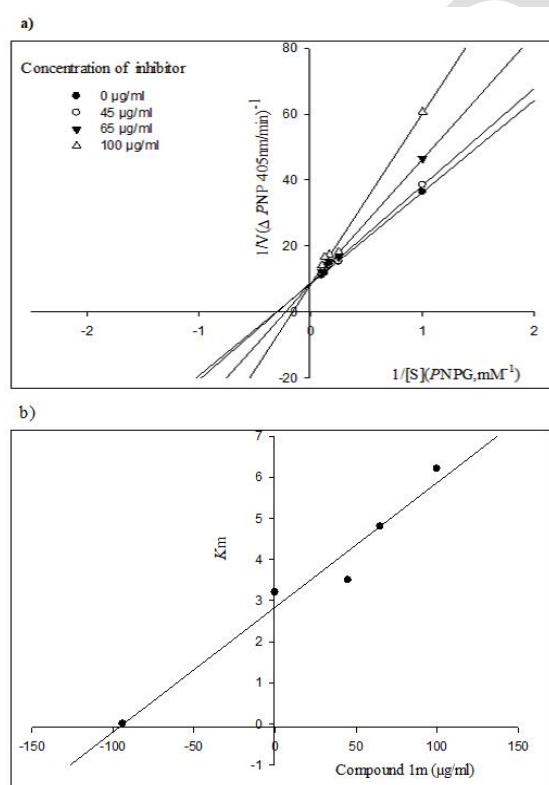 a)
80
Concentration of inhibitor
0 µg/ml
45 µg/ml
65 µg/ml
100 µg/ml
60
40
20
-20
1/V(Δ PNP 405nm/min)⁻¹
-2
-1
0
1
2
1/[S](PNPG,mM⁻¹)
b)
7
6
5
4
3
2
1
0
-1
Km
-150
-100
-50
0
50
100
150
Compound 1m (µg/ml)